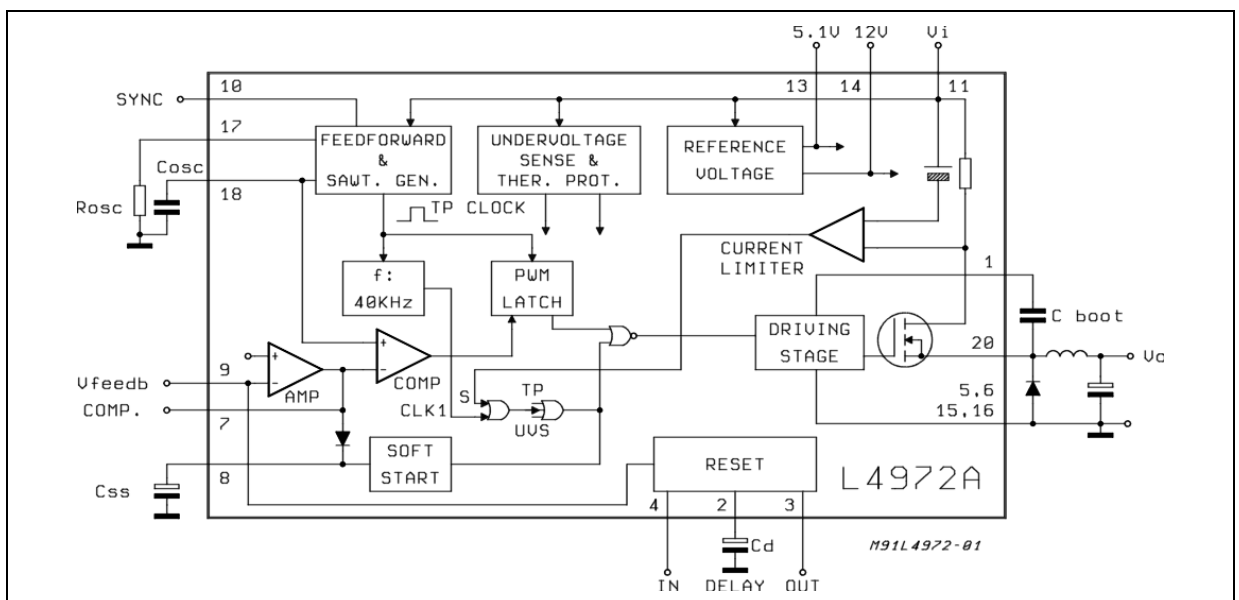 5.1V 12V Vi
10
13 14 11
SYNC
17
FEEDFORWARD
&
SAWT. GEN.
UNDERVOLTAGE
SENSE &
THER. PROT.
REFERENCE
VOLTAGE
Cosc
18
Rosc
TP CLOCK
CURRENT
LIMITER
f:
40KHz
PWM
LATCH
1
C boot
DRIVING
STAGE
20
Vo
+
-
AMP
+
-
COMP
9
Vfeedb
COMP.
7
S
CLK1
TP
UVS
5,6
15,16
SOFT
START
8
Css
RESET
L4972A
4 2 3
Cd
M91L4972-01
IN DELAY OUT